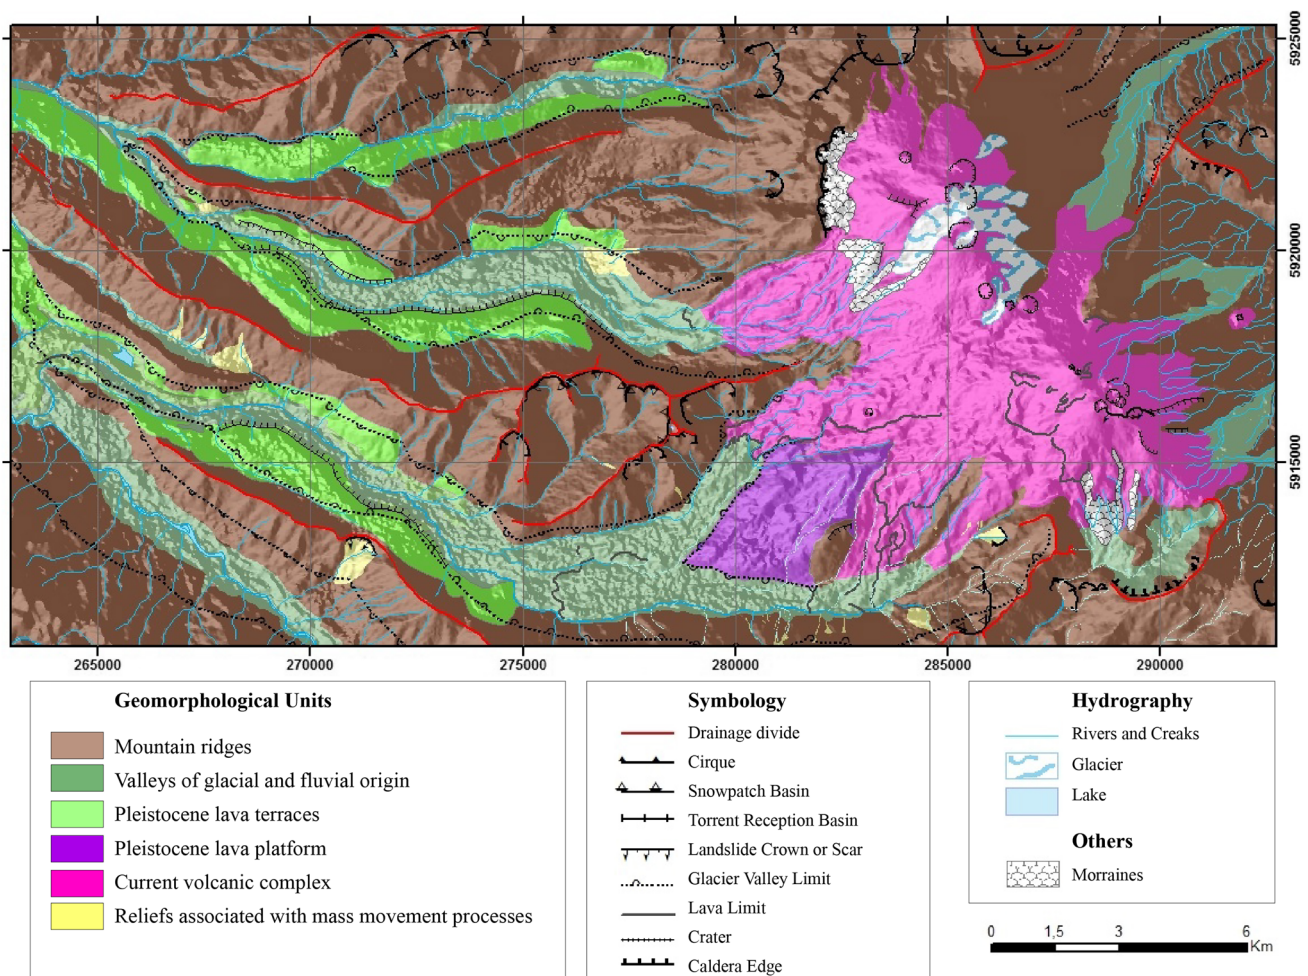 5925000
5920000
5915000
265000
270000
275000
280000
285000
290000
Geomorphological Units
Mountain ridges
Valleys of glacial and fluvial origin
Pleistocene lava terraces
Pleistocene lava platform
Current volcanic complex
Reliefs associated with mass movement processes
Symbology
Drainage divide
Cirque
Snowpatch Basin
Torrent Reception Basin
Landslide Crown or Scar
Glacier Valley Limit
Lava Limit
Crater
Caldera Edge
Hydrography
Rivers and Creaks
Glacier
Lake
Others
Morraines
0 1,5 3 6
Km